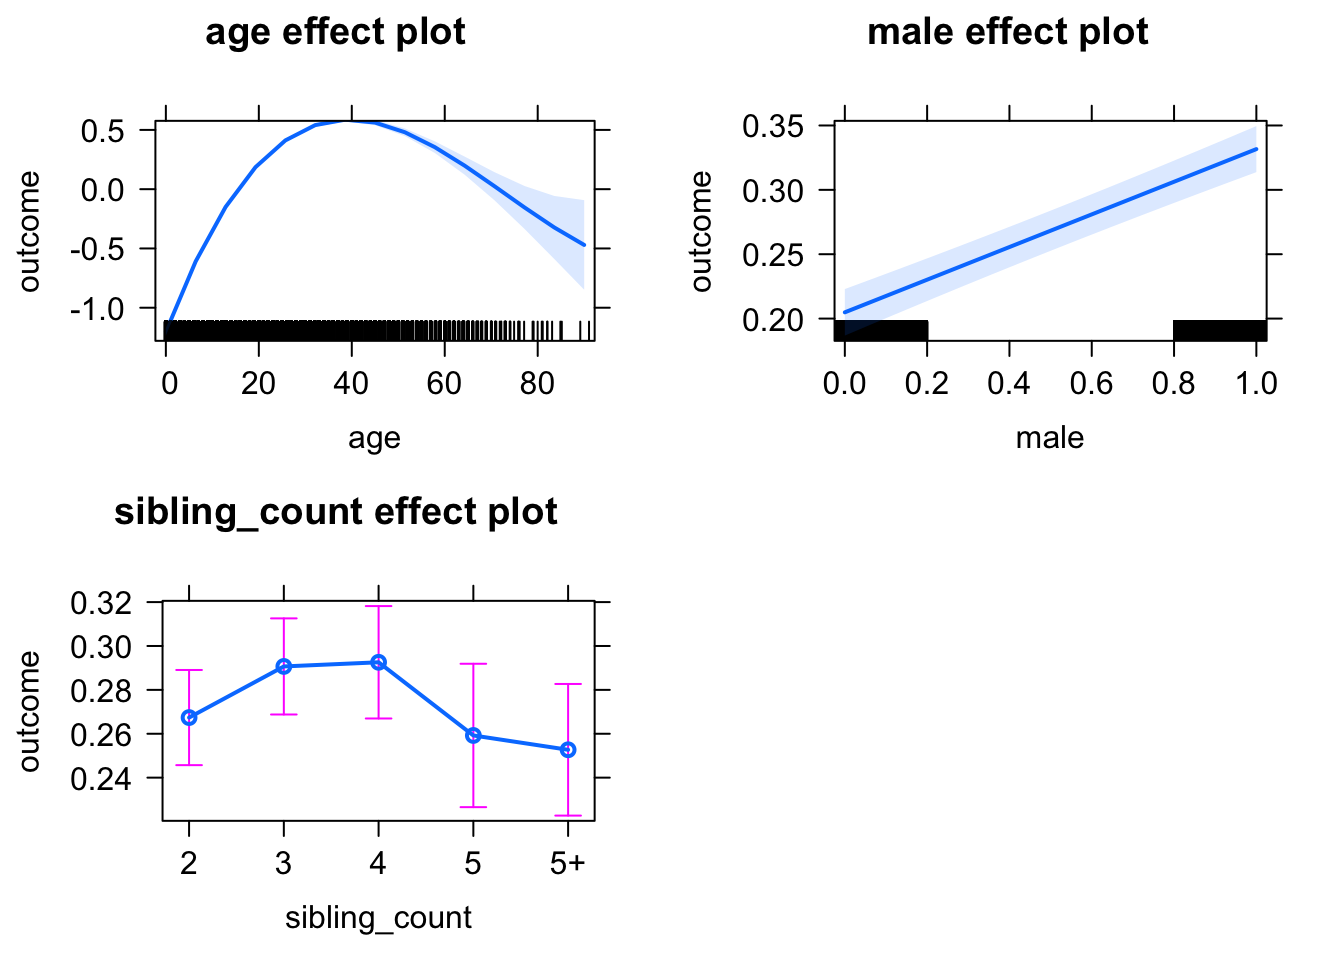 age effect plot
outcome
0.5
0.0
-0.5
-1.0
0 20 40 60 80
age
male effect plot
outcome
0.35
0.30
0.25
0.20
0.0 0.2 0.4 0.6 0.8 1.0
male
sibling_count effect plot
outcome
0.32
0.30
0.28
0.26
0.24
2 3 4 5 5+
sibling_count